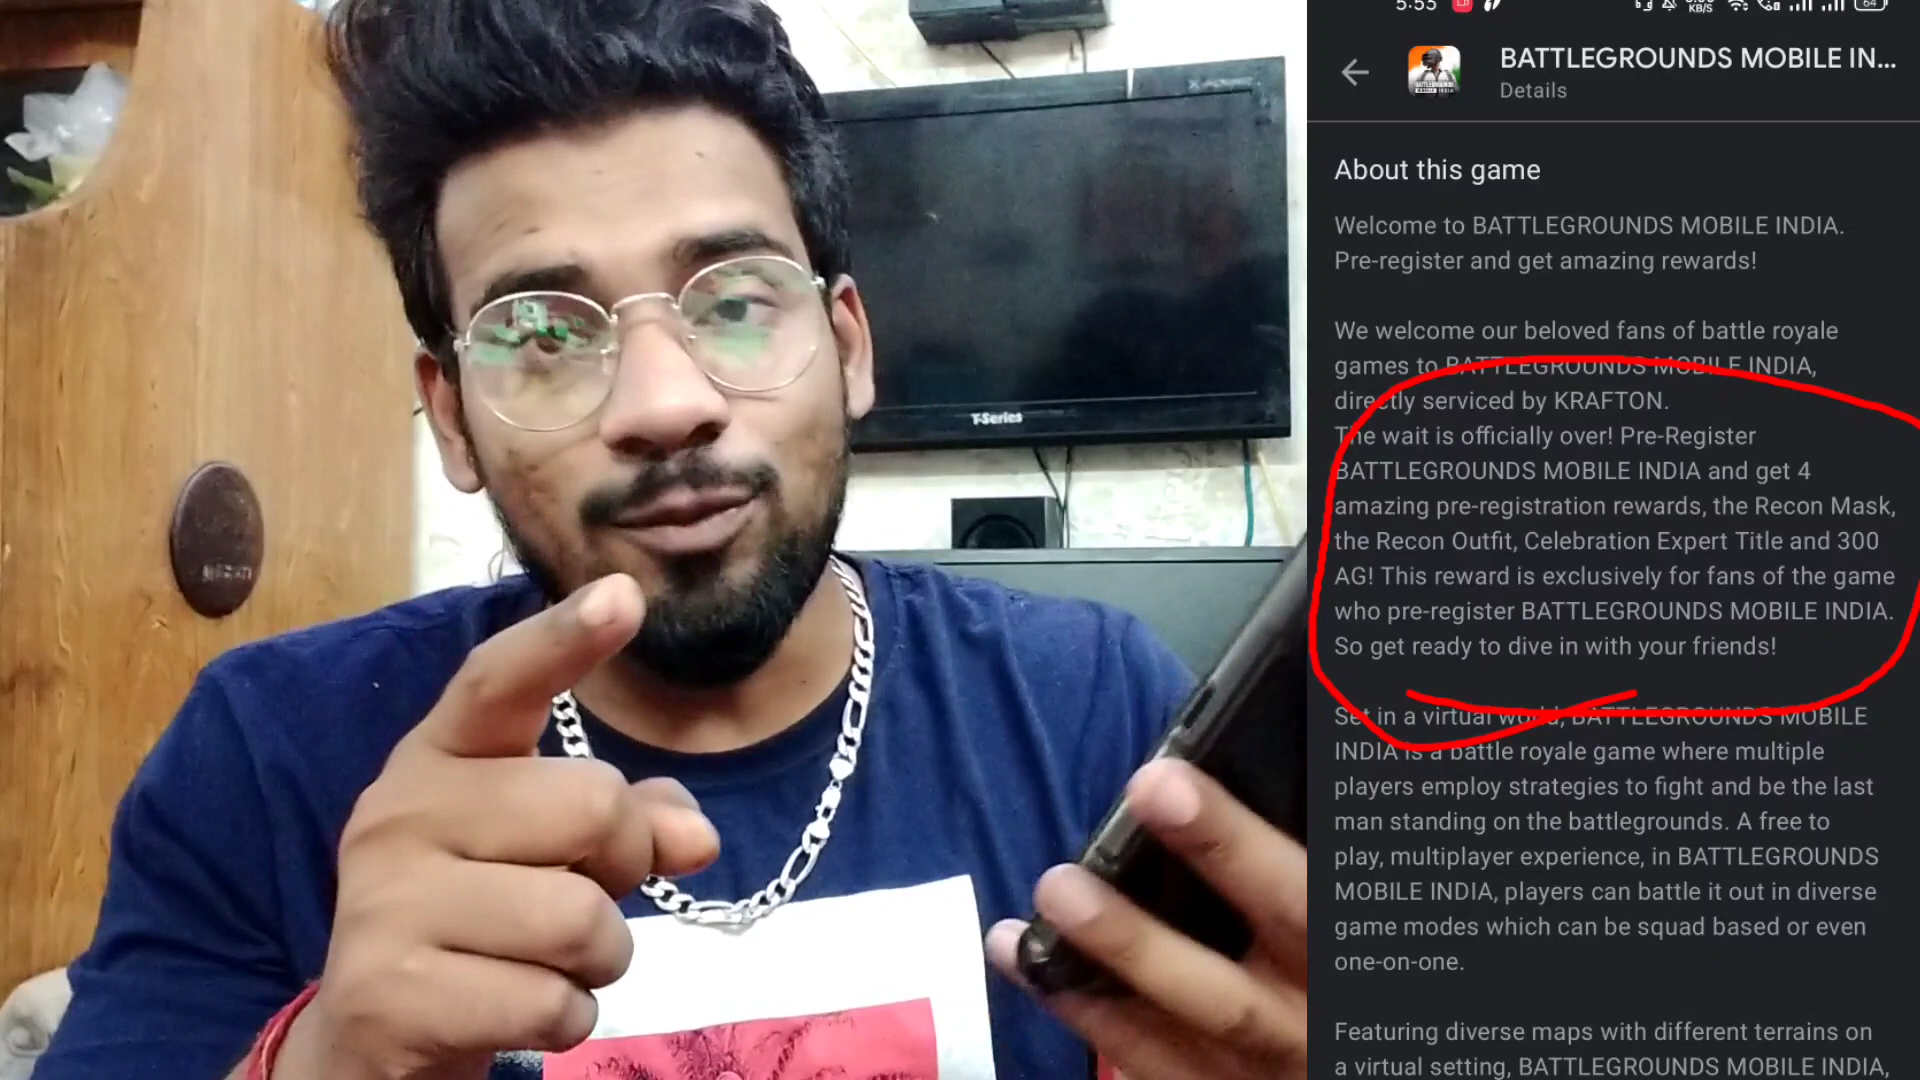 T-Series
5:53
KB/S
64
BATTLEGROUNDS MOBILE IN...
Details
About this game
Welcome to BATTLEGROUNDS MOBILE INDIA.
Pre-register and get amazing rewards!
We welcome our beloved fans of battle royale
games to BATTLEGROUNDS MOBILE INDIA,
directly serviced by KRAFTON.
The wait is officially over! Pre-Register
BATTLEGROUNDS MOBILE INDIA and get 4
amazing pre-registration rewards, the Recon Mask,
the Recon Outfit, Celebration Expert Title and 300
AG! This reward is exclusively for fans of the game
who pre-register BATTLEGROUNDS MOBILE INDIA.
So get ready to dive in with your friends!
Set in a virtual world, BATTLEGROUNDS MOBILE
INDIA is a battle royale game where multiple
players employ strategies to fight and be the last
man standing on the battlegrounds. A free to
play, multiplayer experience, in BATTLEGROUNDS
MOBILE INDIA, players can battle it out in diverse
game modes which can be squad based or even
one-on-one.
Featuring diverse maps with different terrains on
a virtual setting, BATTLEGROUNDS MOBILE INDIA,